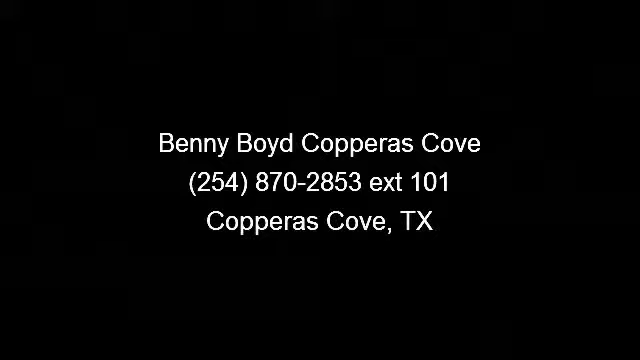 Benny Boyd Copperas Cove
(254) 870-2853 ext 101
Copperas Cove, TX